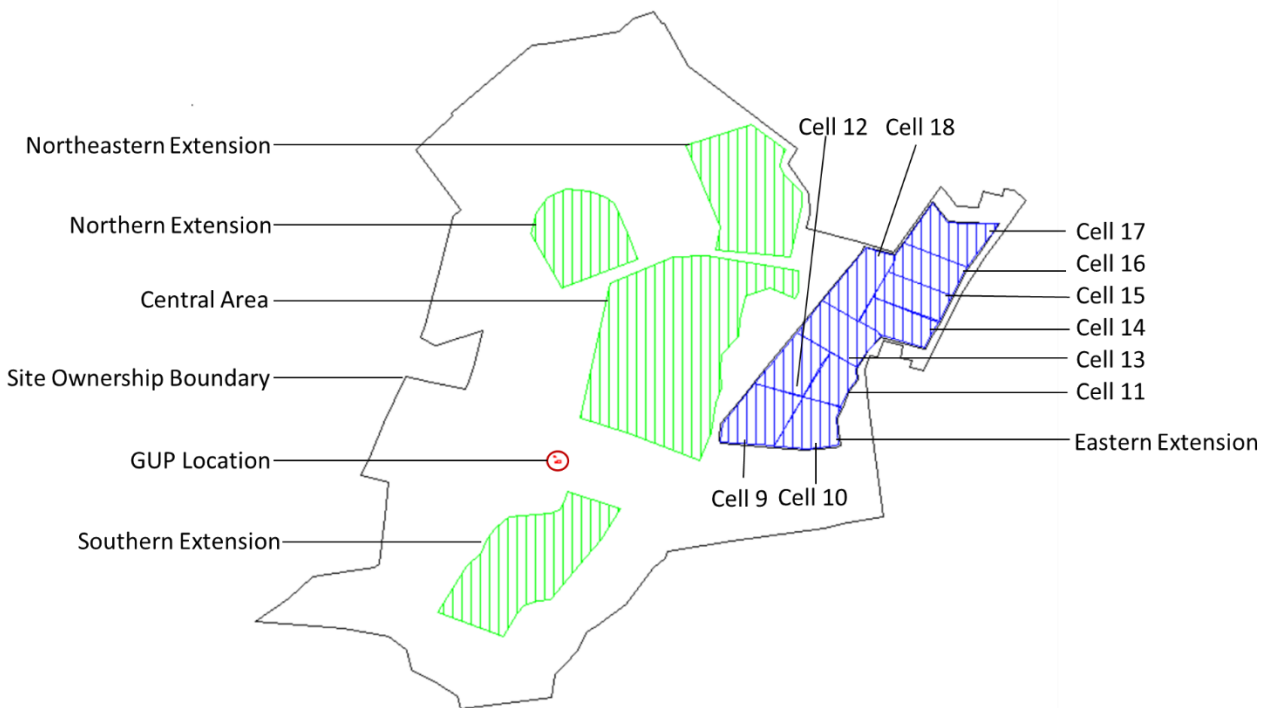 Cell 12
Cell 18
Northeastern Extension
Northern Extension
Cell 17
Cell 16
Central Area
Cell 15
Cell 14
Cell 13
Site Ownership Boundary
Cell 11
Eastern Extension
GUP Location
Cell 9
Cell 10
Southern Extension